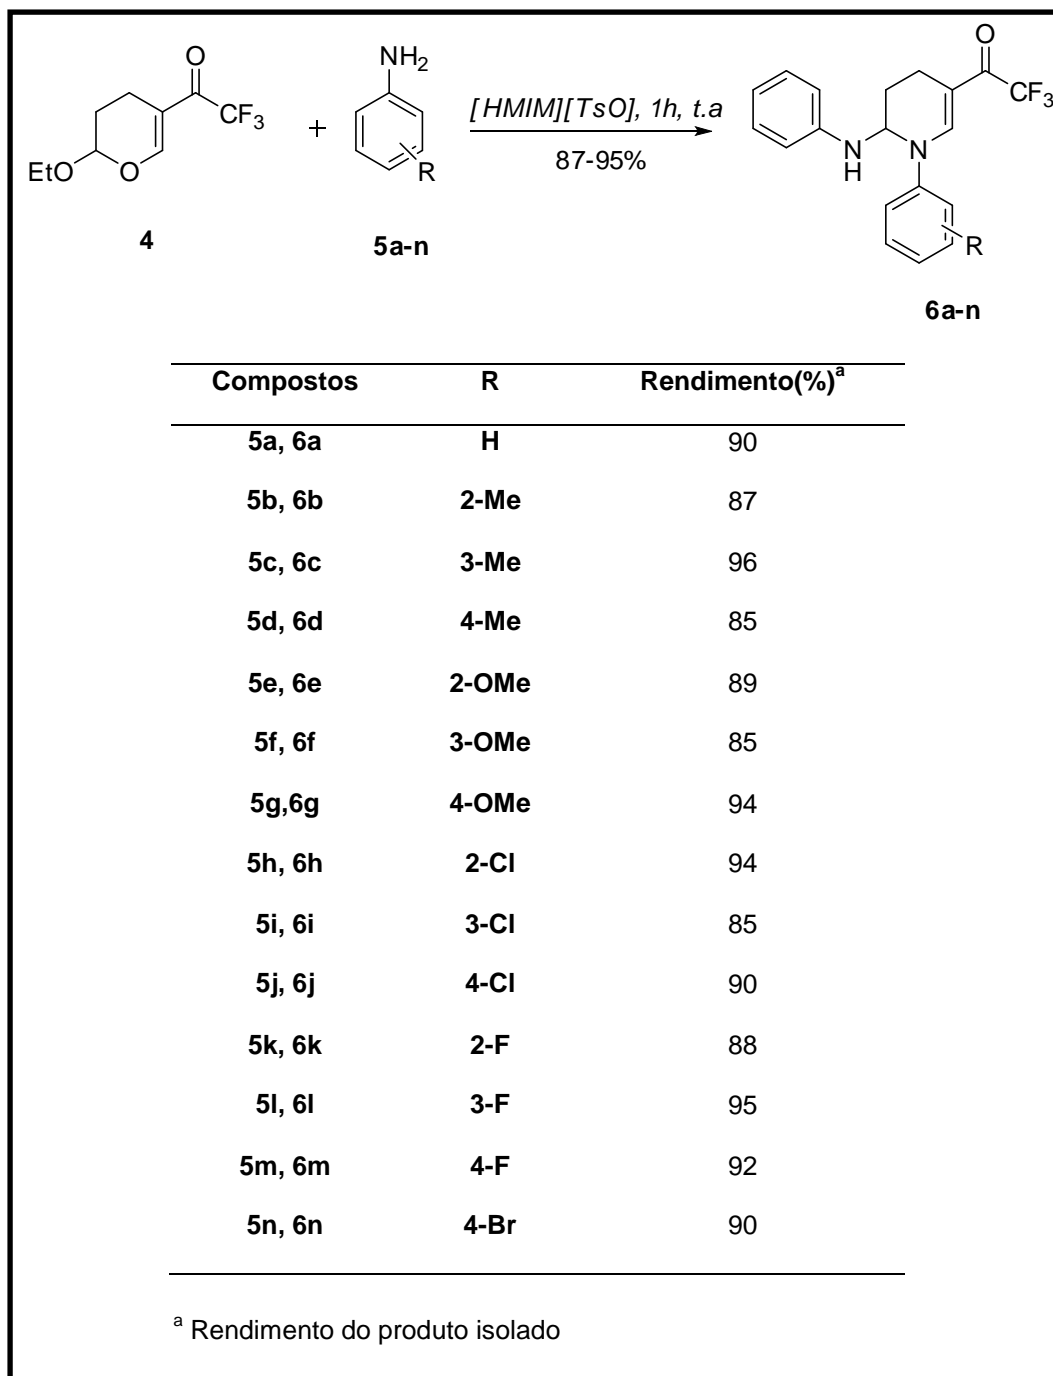 O
NH2
O
CF3
CF3
+
[HMIM][TsO], 1h, t.a
87-95%
EtO
O
R
N
H
N
R
4
5a-n
6a-n
Compostos R Rendimento(%)a
5a, 6a H 90
5b, 6b 2-Me 87
5c, 6c 3-Me 96
5d, 6d 4-Me 85
5e, 6e 2-OMe 89
5f, 6f 3-OMe 85
5g,6g 4-OMe 94
5h, 6h 2-Cl 94
5i, 6i 3-Cl 85
5j, 6j 4-Cl 90
5k, 6k 2-F 88
5l, 6l 3-F 95
5m, 6m 4-F 92
5n, 6n 4-Br 90
a Rendimento do produto isolado